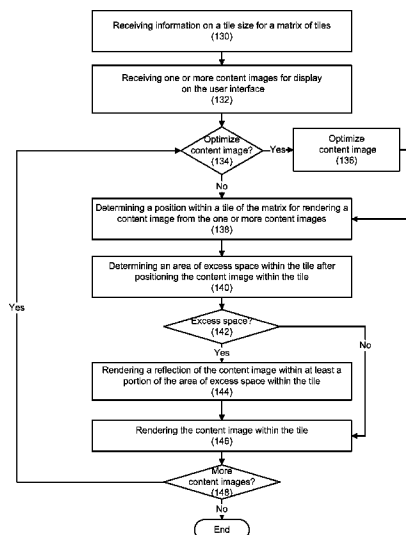 Receiving information on a tile size for a matrix of tiles
(130)
Receiving one or more content images for display
on the user interface
(132)
Optimize
content image?
(134)
Yes
Optimize
content image
(136)
No
Determining a position within a tile of the matrix for rendering a
content image from the one or more content images
(138)
Determining an area of excess space within the tile after
positioning the content image within the tile
(140)
Yes
Excess space?
(142)
No
Yes
Rendering a reflection of the content image within at least a
portion of the area of excess space within the tile
(144)
Rendering the content image within the tile
(146)
More
content images?
(148)
No
End